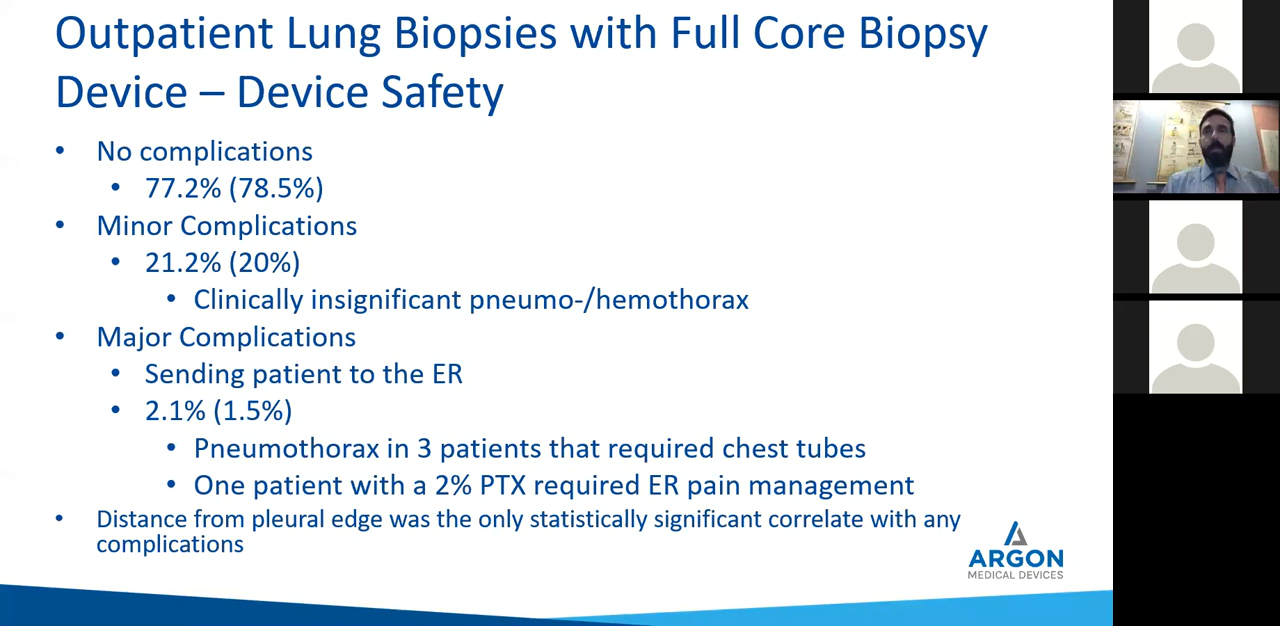 Outpatient Lung Biopsies with Full Core Biopsy
Device – Device Safety
• No complications
• 77.2% (78.5%)
• Minor Complications
• 21.2% (20%)
• Clinically insignificant pneumo-/hemothorax
• Major Complications
• Sending patient to the ER
• 2.1% (1.5%)
• Pneumothorax in 3 patients that required chest tubes
• One patient with a 2% PTX required ER pain management
• Distance from pleural edge was the only statistically significant correlate with any
complications
ARGON
MEDICAL DEVICES